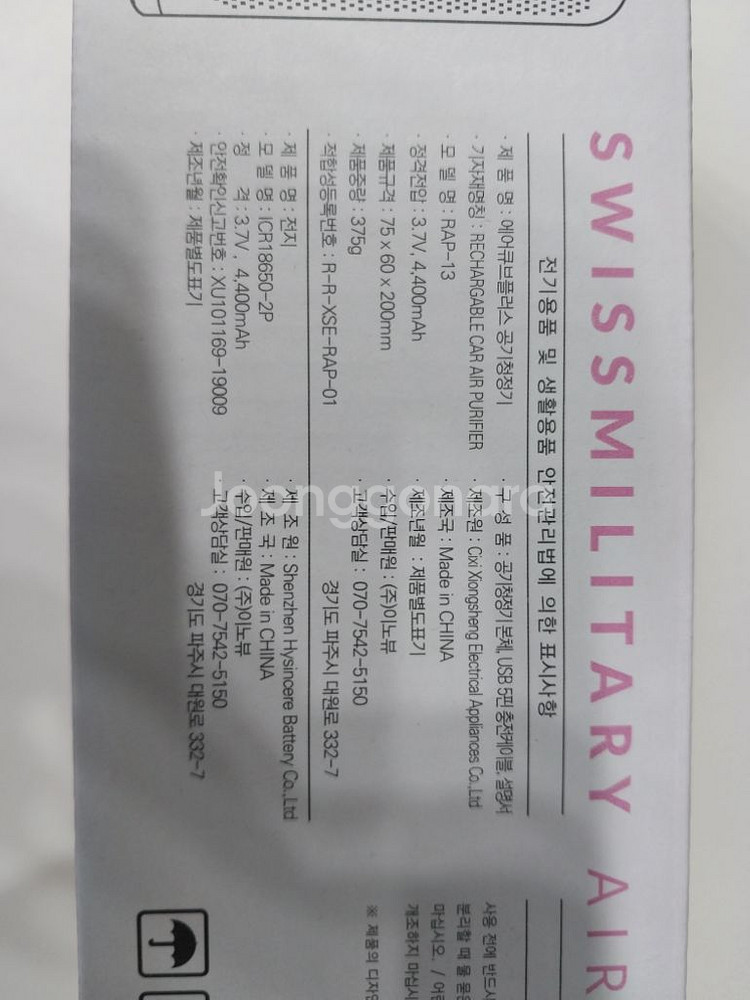 SWISSMILITARY AIR
전기용품 및 생활용품 안전관리법에 의한 표시사항
· 제 품 명 : 에어큐브플러스 공기청정기
· 기자재명칭 : RECHARGABLE CAR AIR PURIFIER
· 모 델 명 : RAP-13
· 정격전압 : 3.7V, 4,400mAh
· 제품규격 : 75 x 60 x 200mm
· 제품중량 : 375g
· 적합성등록번호 : R-R-XSE-RAP-01
· 구 성 품 : 공기청정기 본체, USB 5핀 충전케이블, 설명서
· 제조원 : Cixi Xiongsheng Electrical Appliances Co.,Ltd
· 제조국 : Made in CHINA
· 제조년월 : 제품별도표기
· 수입/판매원 : (주)이노뷰
· 고객상담실 : 070-7542-5150
경기도 파주시 대원로 332-7
· 제 품 명 : 전지
· 모 델 명 : ICR18650-2P
· 정 격 : 3.7V, 4,400mAh
· 안전확인신고번호 : XU101169-19009
· 제조년월 : 제품별도표기
· 제 조 원 : Shenzhen Hysincere Battery Co.,Ltd
· 제 조 국 : Made in CHINA
· 수입/판매원 : (주)이노뷰
고객상담실 : 070-7542-5150
경기도 파주시 대원로 332-7
사용 전에 반드시
분리할 때 물 묻은
마십시오. / 어린
개조하지 마십시
※ 제품의 디자인
Joonggonara